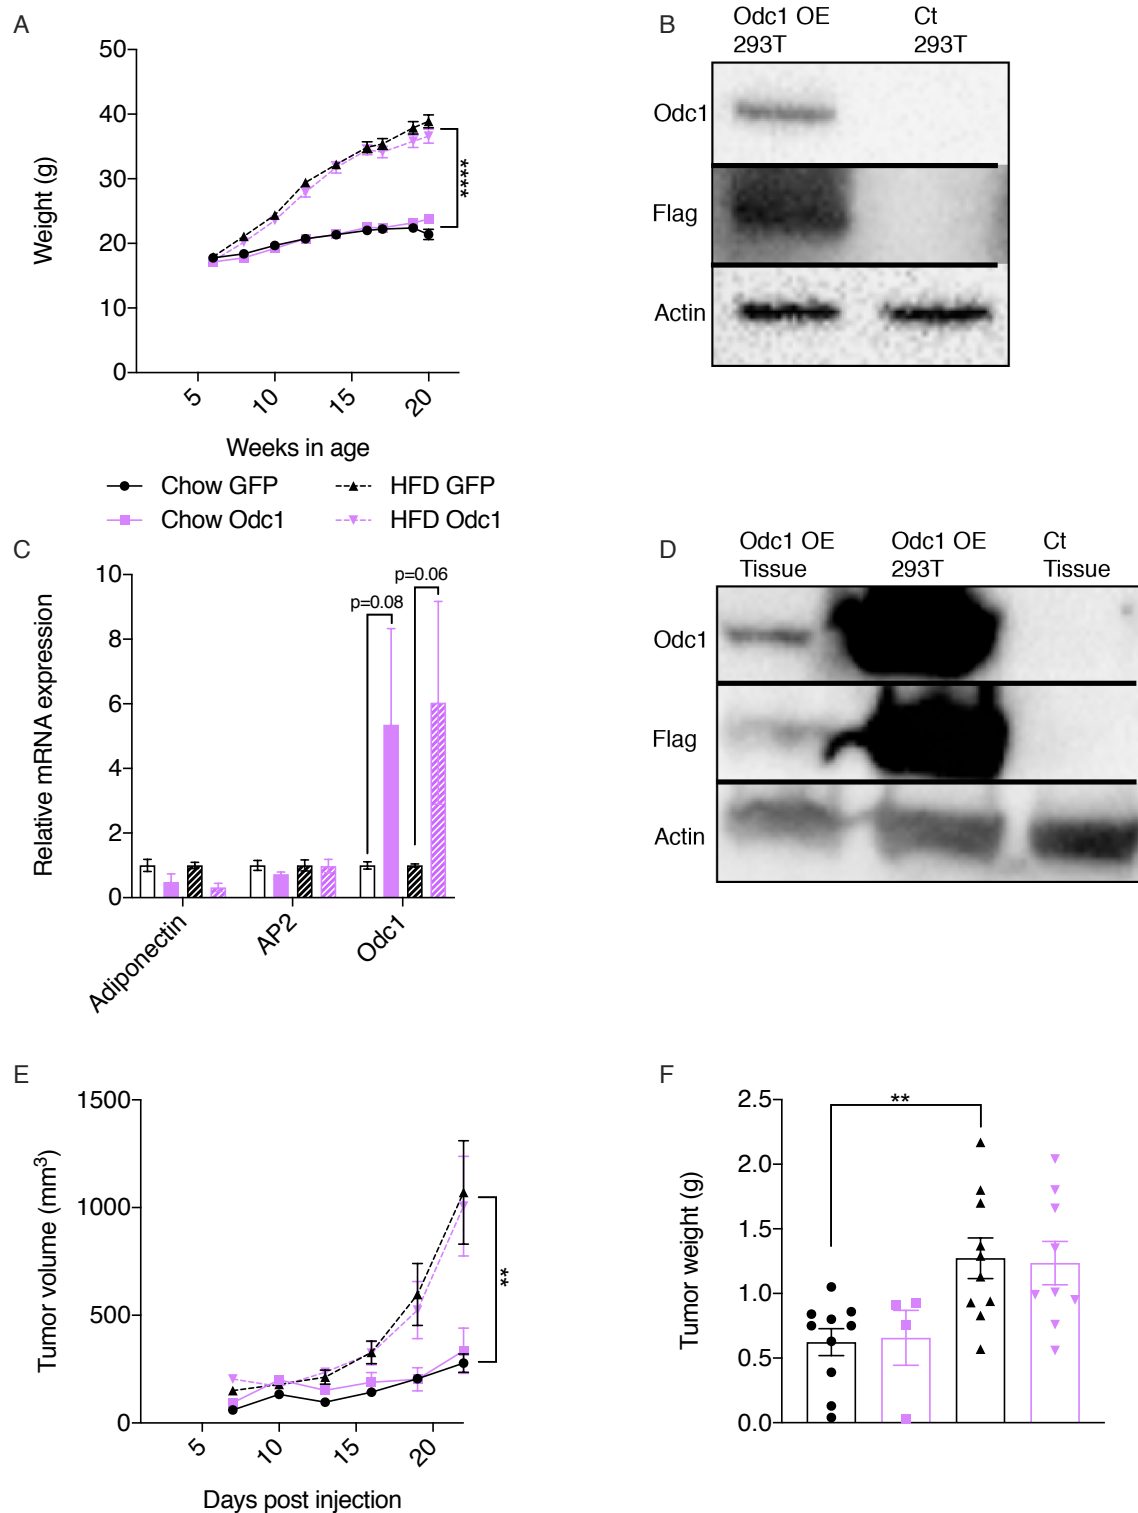 A
50
40
30
20
10
0
Weight (g)
5
10
15
20
Weeks in age
****
Chow GFP
HFD GFP
Chow Odc1
HFD Odc1
B
Odc1 OE
293T
Ct
293T
Odc1
Flag
Actin
C
10
8
6
4
2
0
Relative mRNA expression
p=0.08
p=0.06
Adiponectin
AP2
Odc1
D
Odc1 OE
Tissue
Odc1 OE
293T
Ct
Tissue
Odc1
Flag
Actin
E
1500
1000
500
0
Tumor volume (mm³)
5
10
15
20
Days post injection
**
F
2.5
2.0
1.5
1.0
0.5
0.0
Tumor weight (g)
**